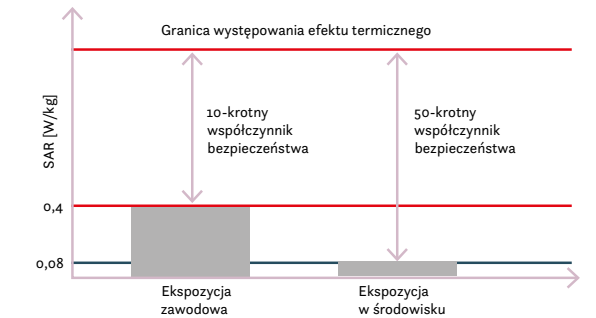 Granica występowania efektu termicznego
SAR [W/kg]
10-krotny
współczynnik
bezpieczeństwa
50-krotny
współczynnik
bezpieczeństwa
0,4
0,08
Ekspozycja
zawodowa
Ekspozycja
w środowisku